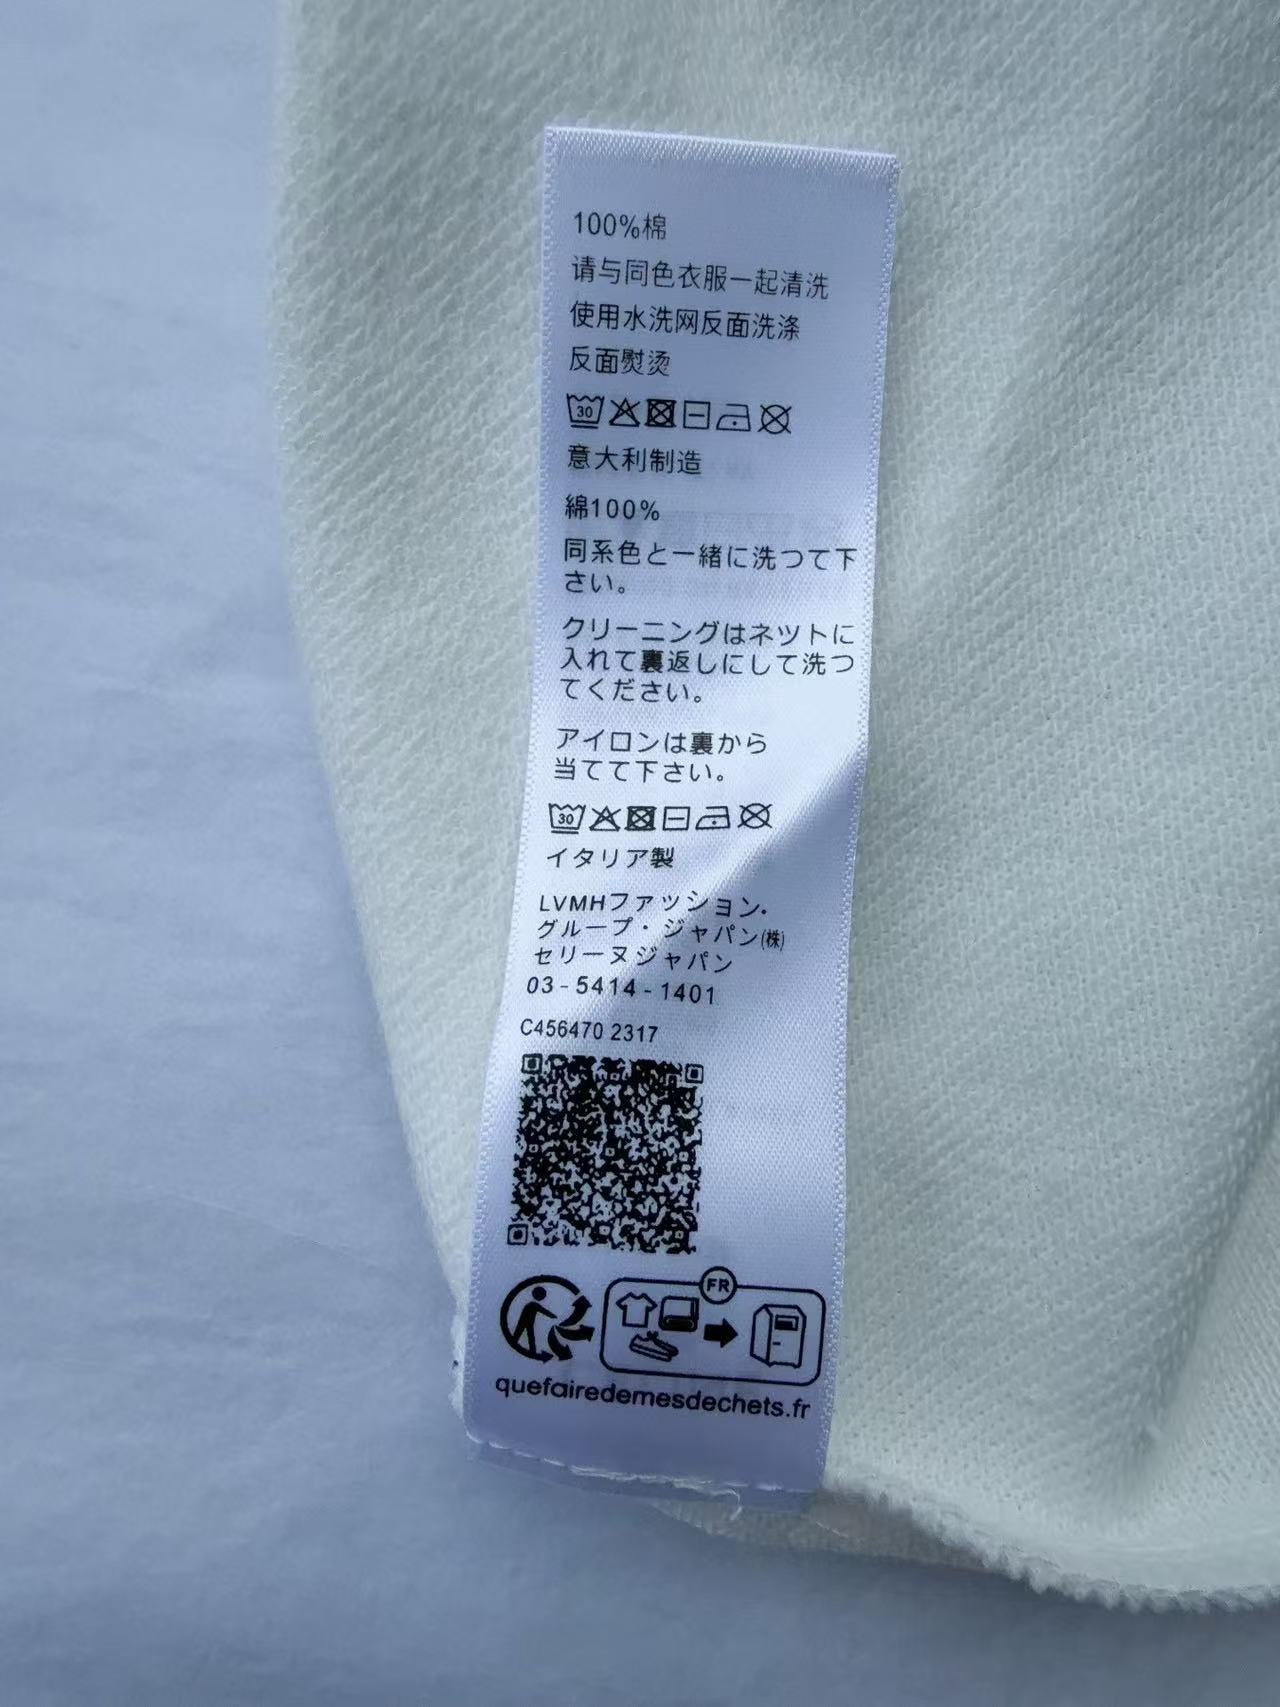 100%棉
请与同色衣服一起清洗
使用水洗网反面洗涤
反面熨烫
30
意大利制造
綿100%
同系色と一緒に洗つて下
さい。
クリーニングはネツトに
入れて裏返しにして洗つ
てください。
アイロンは裏から
当てて下さい。
30
イタリア製
LVMHファッション.
グループ・ジャパン㈱
セリーヌジャパン
03-5414-1401
C456470 2317
FR
quefairedemesdechets.fr